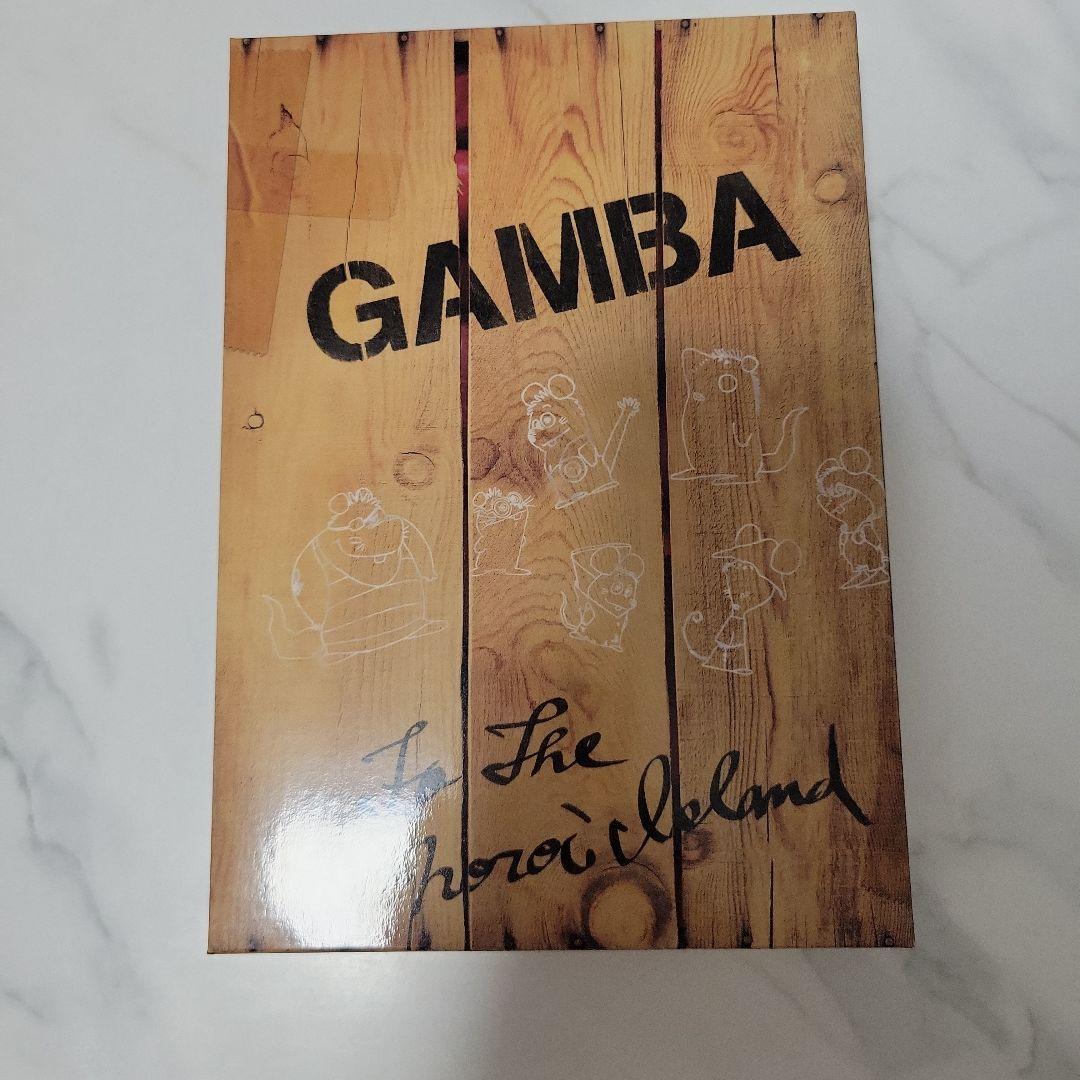 GAMBA
To The
noroi Island